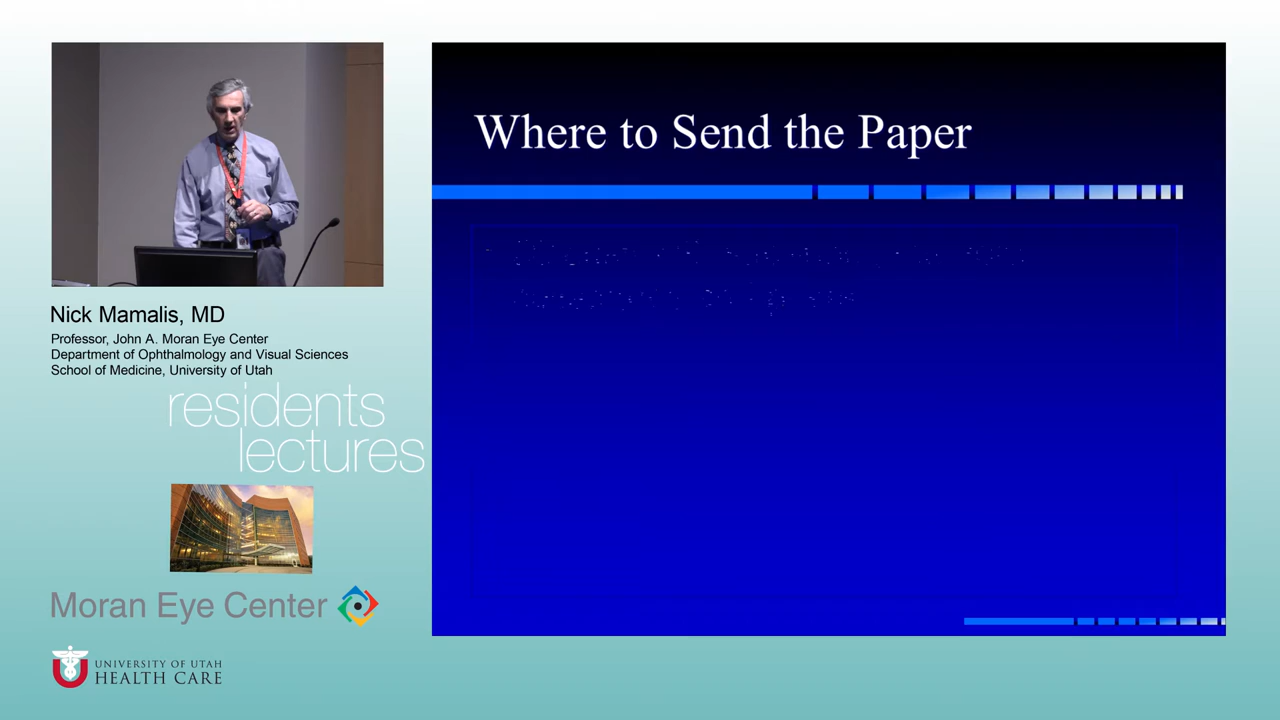 Where to Send the Paper
Nick Mamalis, MD
Professor, John A. Moran Eye Center
Department of Ophthalmology and Visual Sciences
School of Medicine, University of Utah
residents
lectures
Moran Eye Center
UNIVERSITY OF UTAH
HEALTH CARE